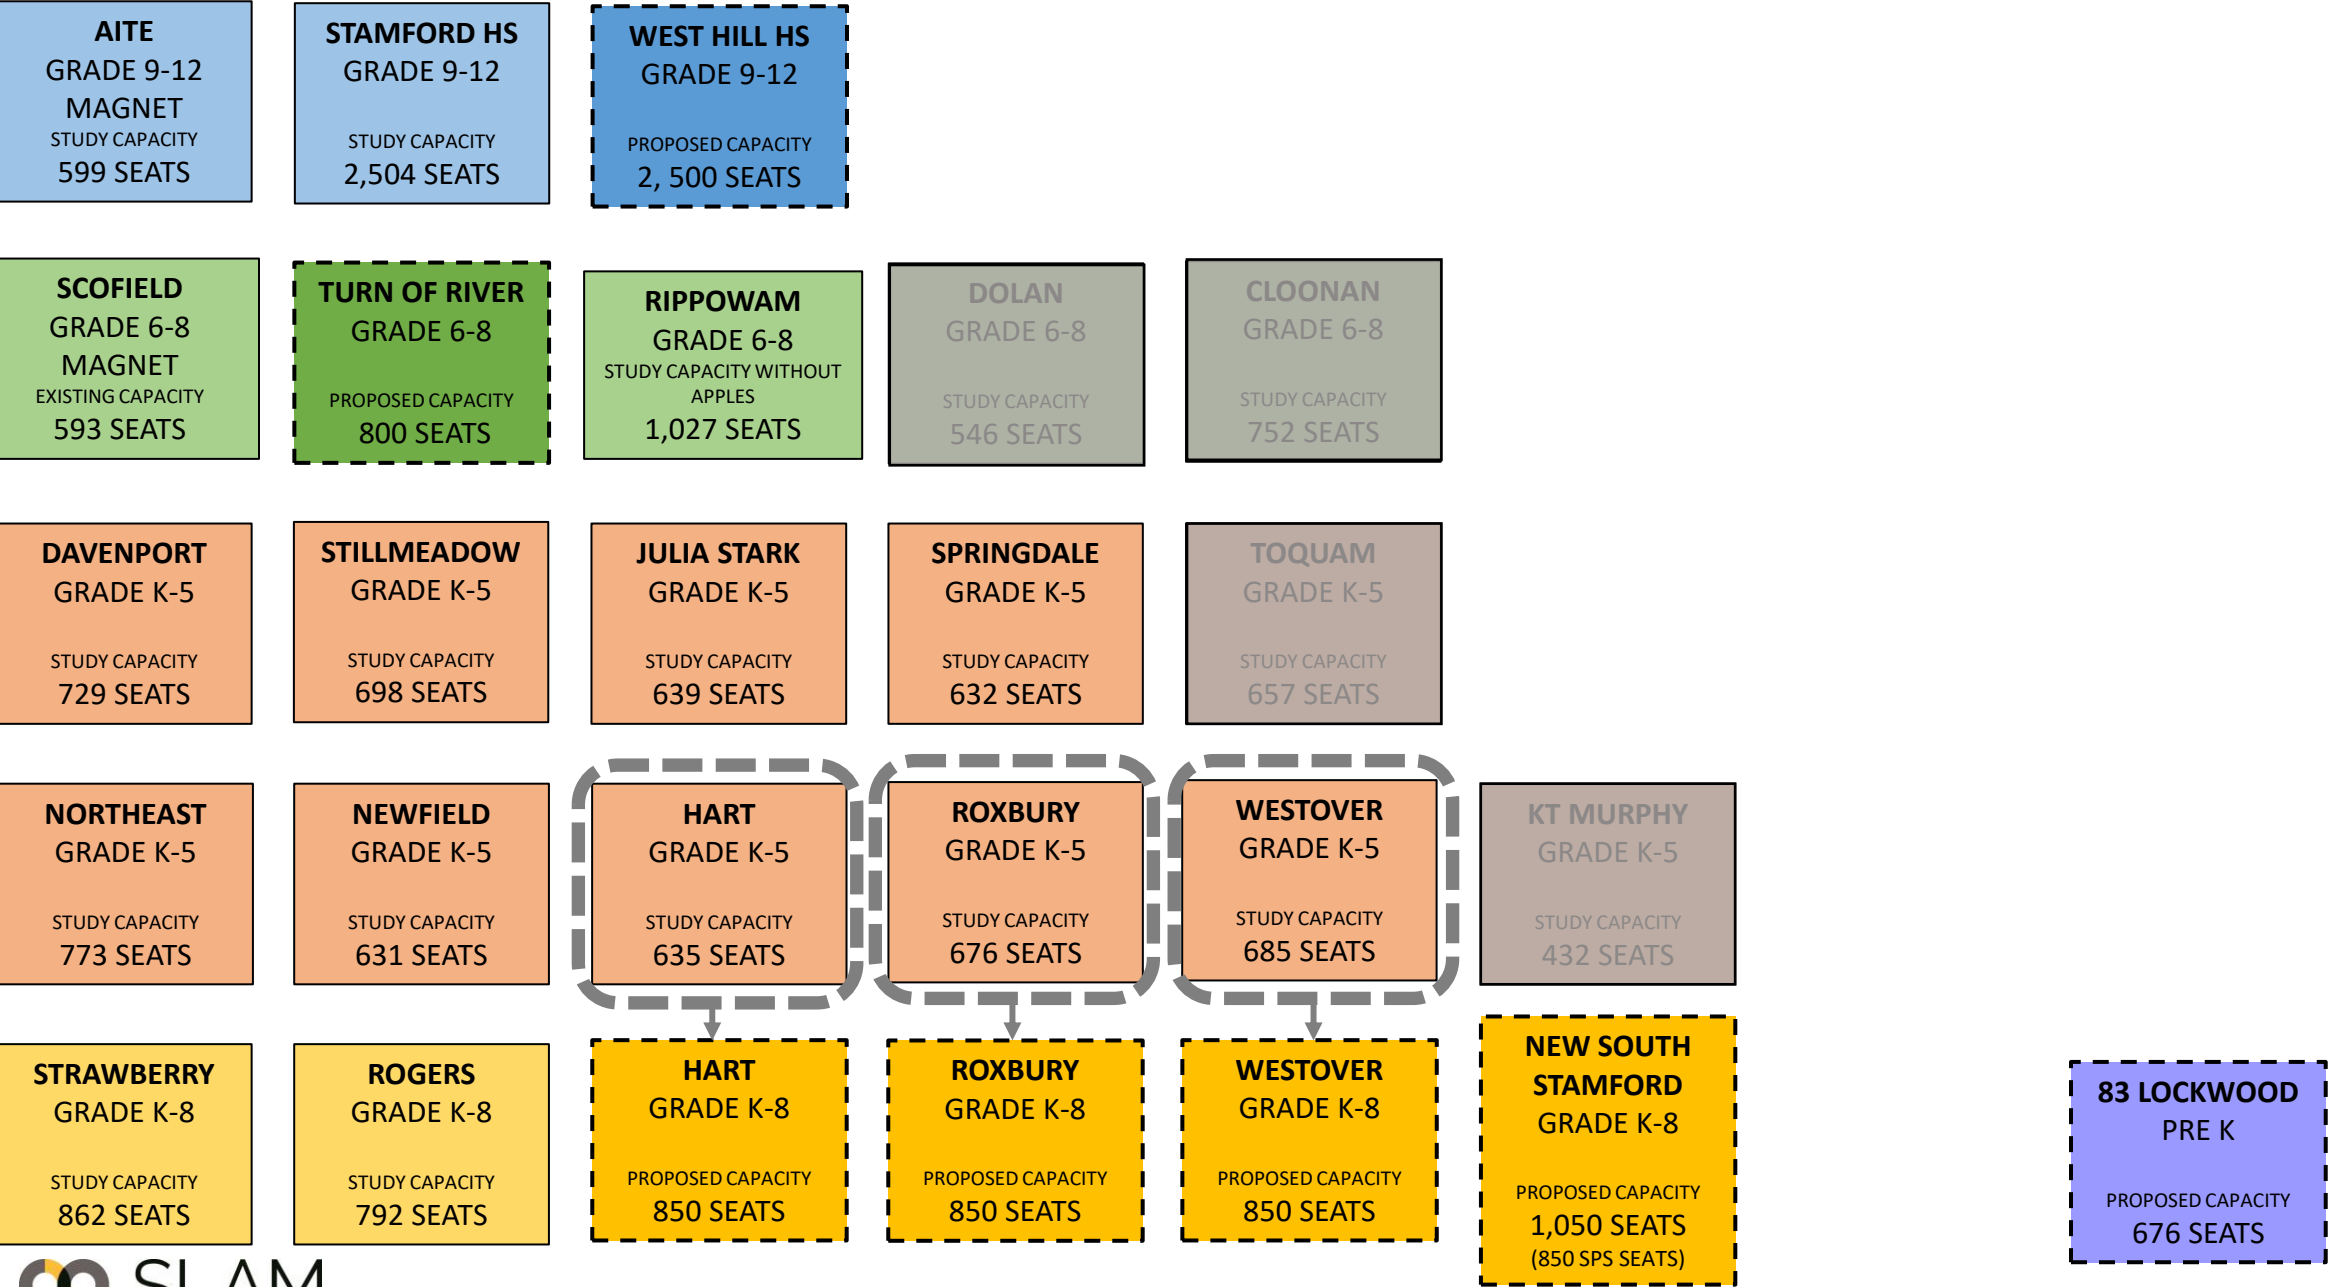 AITE
GRADE 9-12
MAGNET
STUDY CAPACITY
599 SEATS
STAMFORD HS
GRADE 9-12
STUDY CAPACITY
2,504 SEATS
WEST HILL HS
GRADE 9-12
PROPOSED CAPACITY
2, 500 SEATS
SCOFIELD
GRADE 6-8
MAGNET
EXISTING CAPACITY
593 SEATS
TURN OF RIVER
GRADE 6-8
PROPOSED CAPACITY
800 SEATS
RIPPOWAM
GRADE 6-8
STUDY CAPACITY WITHOUT
APPLES
1,027 SEATS
DOLAN
GRADE 6-8
STUDY CAPACITY
546 SEATS
CLOONAN
GRADE 6-8
STUDY CAPACITY
752 SEATS
DAVENPORT
GRADE K-5
STUDY CAPACITY
729 SEATS
STILLMEADOW
GRADE K-5
STUDY CAPACITY
698 SEATS
JULIA STARK
GRADE K-5
STUDY CAPACITY
639 SEATS
SPRINGDALE
GRADE K-5
STUDY CAPACITY
632 SEATS
TOQUAM
GRADE K-5
STUDY CAPACITY
657 SEATS
NORTHEAST
GRADE K-5
STUDY CAPACITY
773 SEATS
NEWFIELD
GRADE K-5
STUDY CAPACITY
631 SEATS
HART
GRADE K-5
STUDY CAPACITY
635 SEATS
ROXBURY
GRADE K-5
STUDY CAPACITY
676 SEATS
WESTOVER
GRADE K-5
STUDY CAPACITY
685 SEATS
KT MURPHY
GRADE K-5
STUDY CAPACITY
432 SEATS
STRAWBERRY
GRADE K-8
STUDY CAPACITY
862 SEATS
ROGERS
GRADE K-8
STUDY CAPACITY
792 SEATS
HART
GRADE K-8
PROPOSED CAPACITY
850 SEATS
ROXBURY
GRADE K-8
PROPOSED CAPACITY
850 SEATS
WESTOVER
GRADE K-8
PROPOSED CAPACITY
850 SEATS
NEW SOUTH
STAMFORD
GRADE K-8
PROPOSED CAPACITY
1,050 SEATS
(850 SPS SEATS)
83 LOCKWOOD
PRE K
PROPOSED CAPACITY
676 SEATS
SLAM